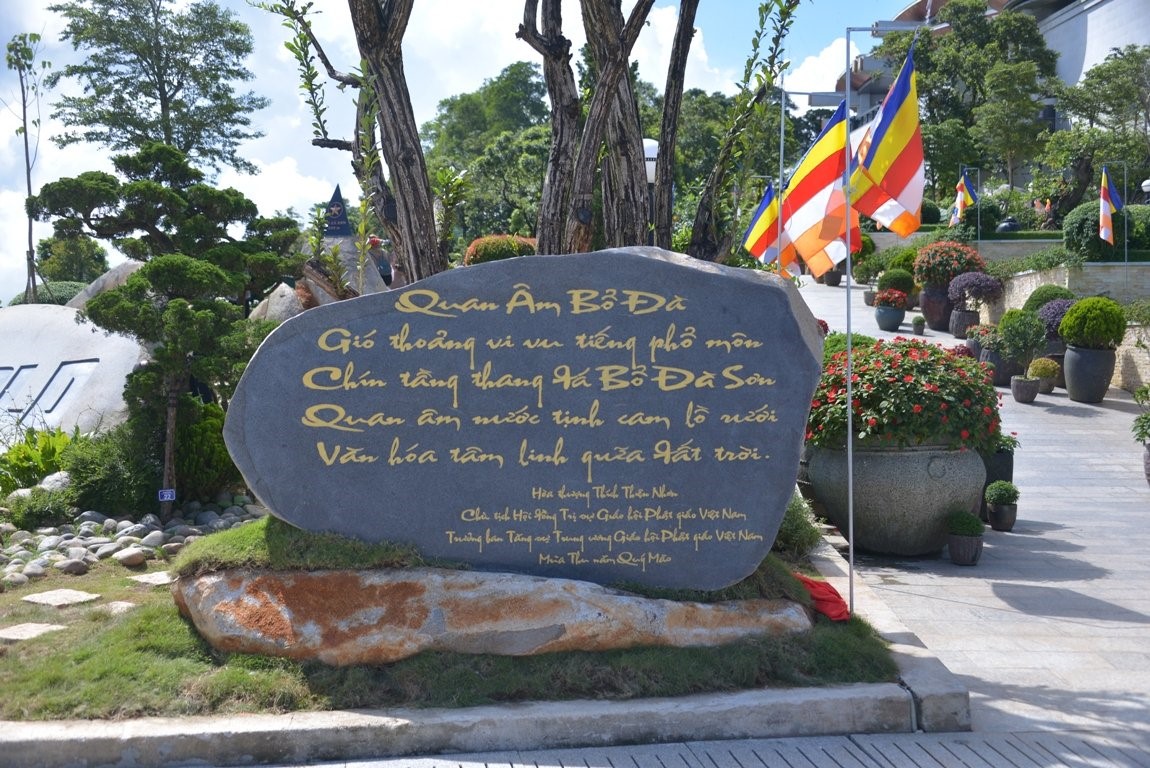 Quan Âm Bổ Đà
Gió thoảng vi vu tiếng phổ môn
Chín tầng thang đá Bổ Đà Sơn
Quan âm nước tịnh cam lồ rưới
Văn hóa tâm linh quŷa đất trời.
Hòa thượng Thích Thiện Nhơn
Chủ tịch Hội đồng Trị sự Giáo hội Phật giáo Việt Nam
Trưởng ban Tăng sự Trung ương Giáo hội Phật giáo Việt Nam
Mùa Thu năm Quý Mão
22